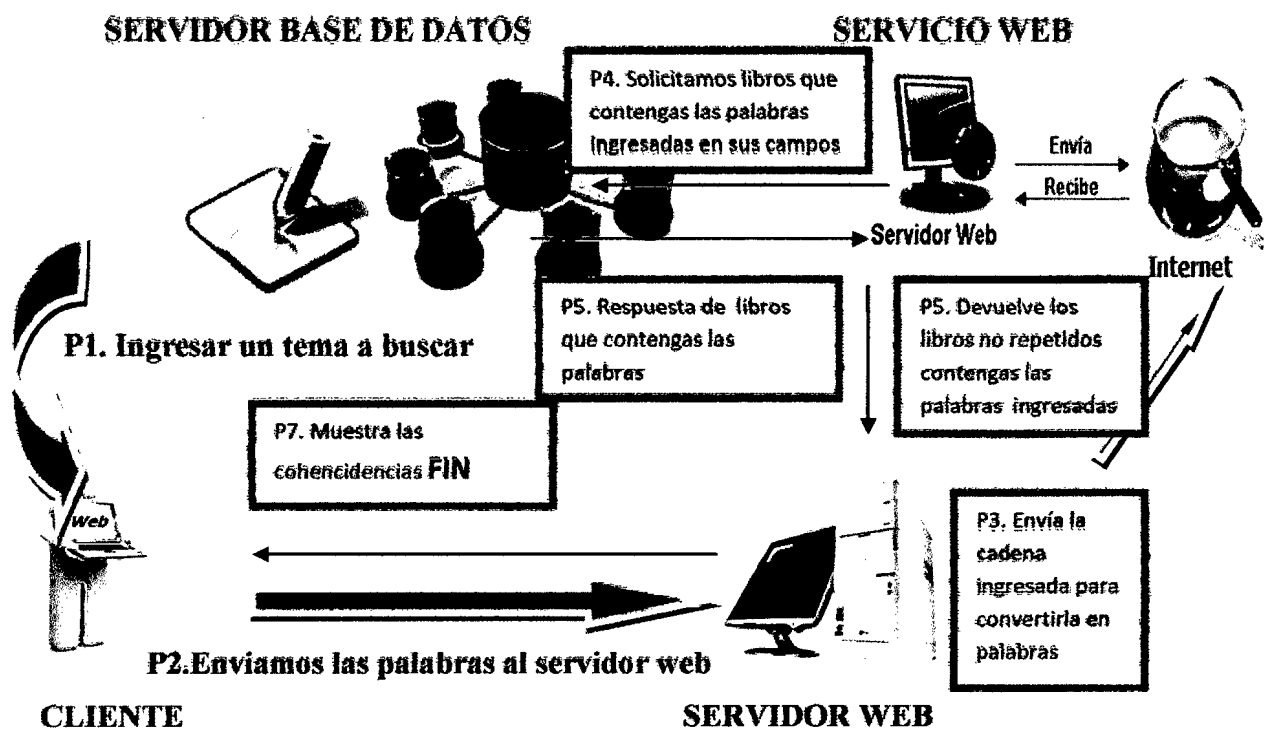 SERVIDOR BASE DE DATOS
SERVICIO WEB
P4. Solicitamos libros que
contengas las palabras
ingresadas en sus campos
Envía
Recibe
Servidor Web
Internet
P1. Ingresar un tema a buscar
P5. Respuesta de libros
que contengas las
palabras
P5. Devuelve los
libros no repetidos
contengas las
palabras ingresadas
P7. Muestra las
cohencidencias FIN
Web
P3. Envía la
cadena
ingresada para
convertirla en
palabras
P2.Enviamos las palabras al servidor web
CLIENTE
SERVIDOR WEB